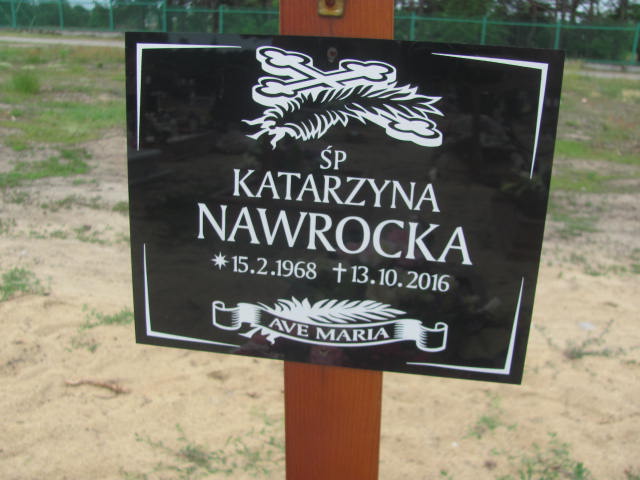 ŚP
KATARZYNA
NAWROCKA
*15.2.1968 †13.10.2016
AVE MARIA